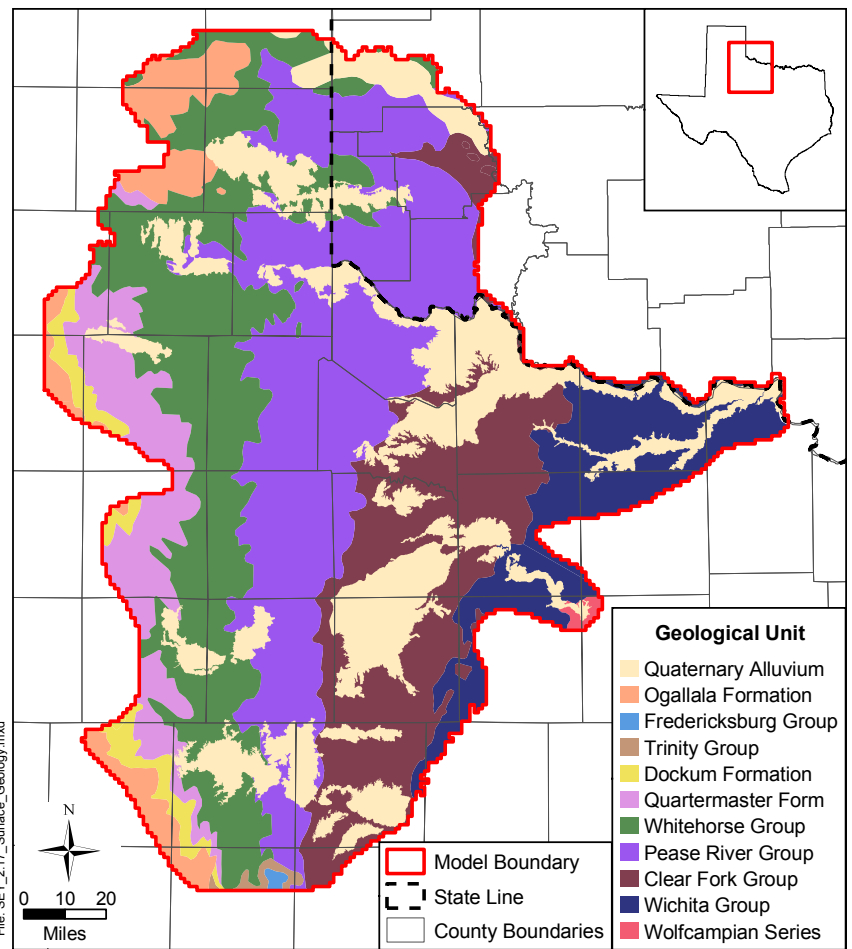 Geological Unit
Quaternary Alluvium
Ogallala Formation
Fredericksburg Group
Trinity Group
Dockum Formation
Quartermaster Form
Whitehorse Group
Pease River Group
Clear Fork Group
Wichita Group
Wolfcampian Series
Model Boundary
State Line
County Boundaries
N
0 10 20
Miles